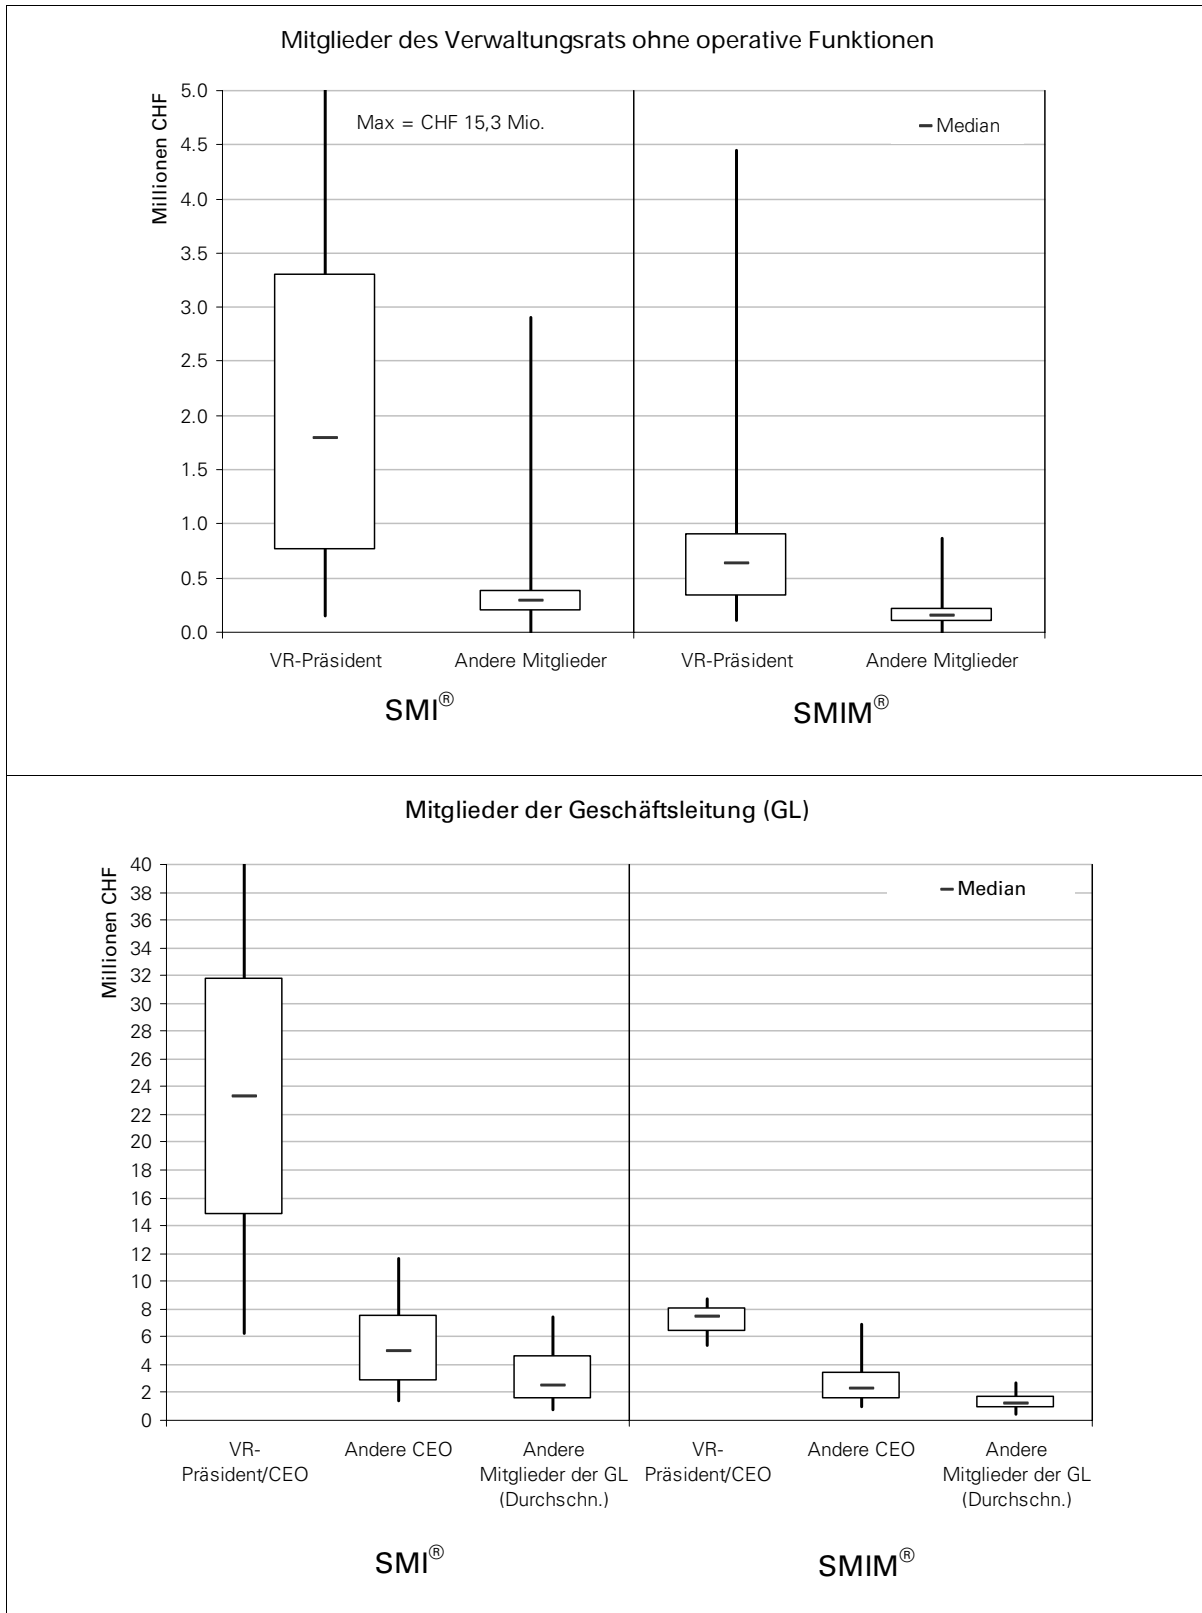 Mitglieder des Verwaltungsrats ohne operative Funktionen
Millionen CHF
5.0
4.5
4.0
3.5
3.0
2.5
2.0
1.5
1.0
0.5
0.0
Max = CHF 15,3 Mio.
Median
VR-Präsident
Andere Mitglieder
VR-Präsident
Andere Mitglieder
SMI®
SMIM®
Mitglieder der Geschäftsleitung (GL)
Millionen CHF
40
38
36
34
32
30
28
26
24
22
20
18
16
14
12
10
8
6
4
2
0
Median
VR-
Präsident/CEO
Andere CEO
Andere
Mitglieder der GL
(Durchschn.)
VR-
Präsident/CEO
Andere CEO
Andere
Mitglieder der GL
(Durchschn.)
SMI®
SMIM®